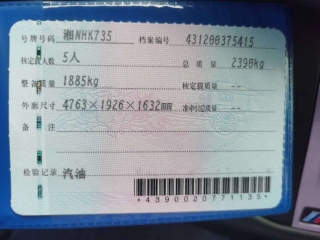 号牌号码 湘NHK735 档案编号 431200375415
核定载人数 5人 总质量 2390kg
整备质量 1885kg 核定载质量 --
外廓尺寸 4763×1926×1632mm 准牵引总质量 --
备注 --
检验记录 汽油
*4390020771135*